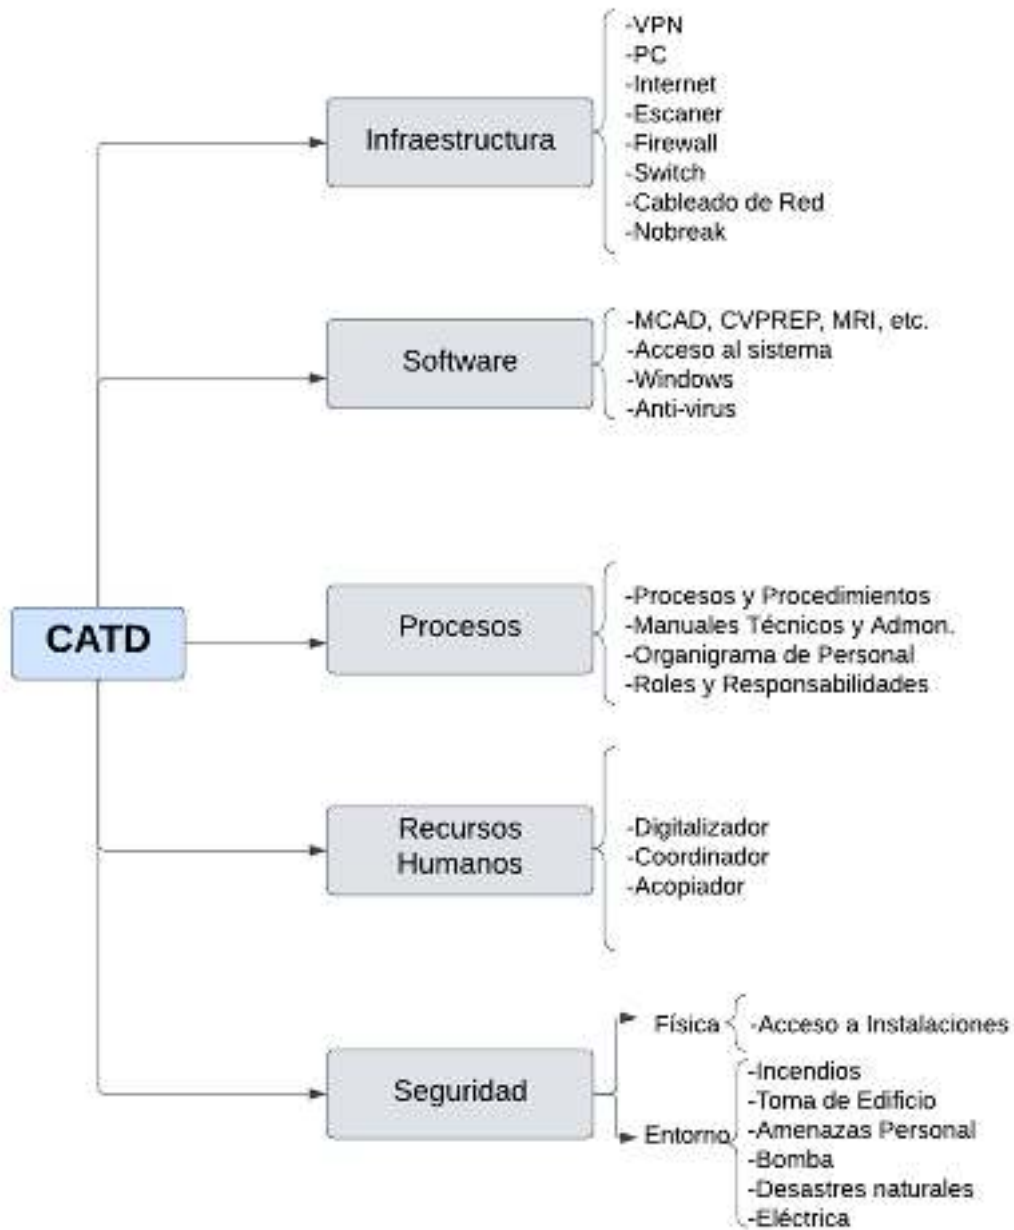 -VPN
-PC
-Internet
-Escaner
Infraestructura
-Firewall
-Switch
-Cableado de Red
-Nobreak
-MCAD, CVPREP, MRI, etc.
Software
-Acceso al sistema
-Windows
-Anti-virus
CATD
Procesos
-Procesos y Procedimientos
-Manuales Técnicos y Admon.
-Organigrama de Personal
-Roles y Responsabilidades
Recursos
Humanos
-Digitalizador
-Coordinador
-Acopiador
Seguridad
Física
-Acceso a Instalaciones
Entorno
-Incendios
-Toma de Edificio
-Amenazas Personal
-Bomba
-Desastres naturales
-Eléctrica